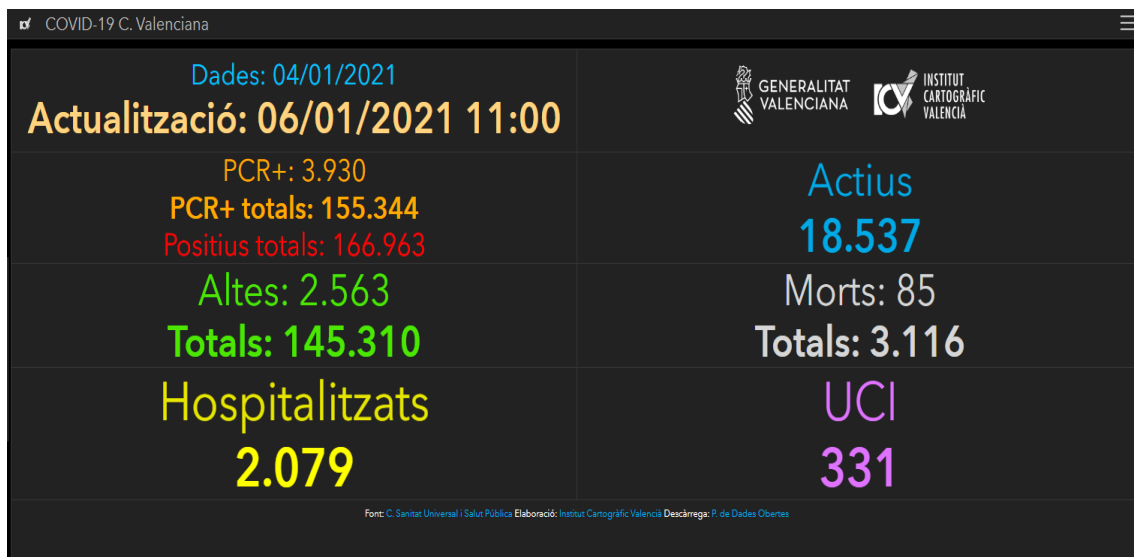 COVID-19 C. Valenciana
Dades: 04/01/2021
Actualització: 06/01/2021 11:00
GENERALITAT
VALENCIANA
ICV
INSTITUT
CARTOGRÀFIC
VALENCIÀ
PCR+: 3.930
PCR+ totals: 155.344
Positius totals: 166.963
Actius
18.537
Altes: 2.563
Totals: 145.310
Morts: 85
Totals: 3.116
Hospitalitzats
2.079
UCI
331
Font: C. Sanitat Universal i Salut Pública Elaboració: Institut Cartogràfic Valencià Descàrrega: P. de Dades Obertes